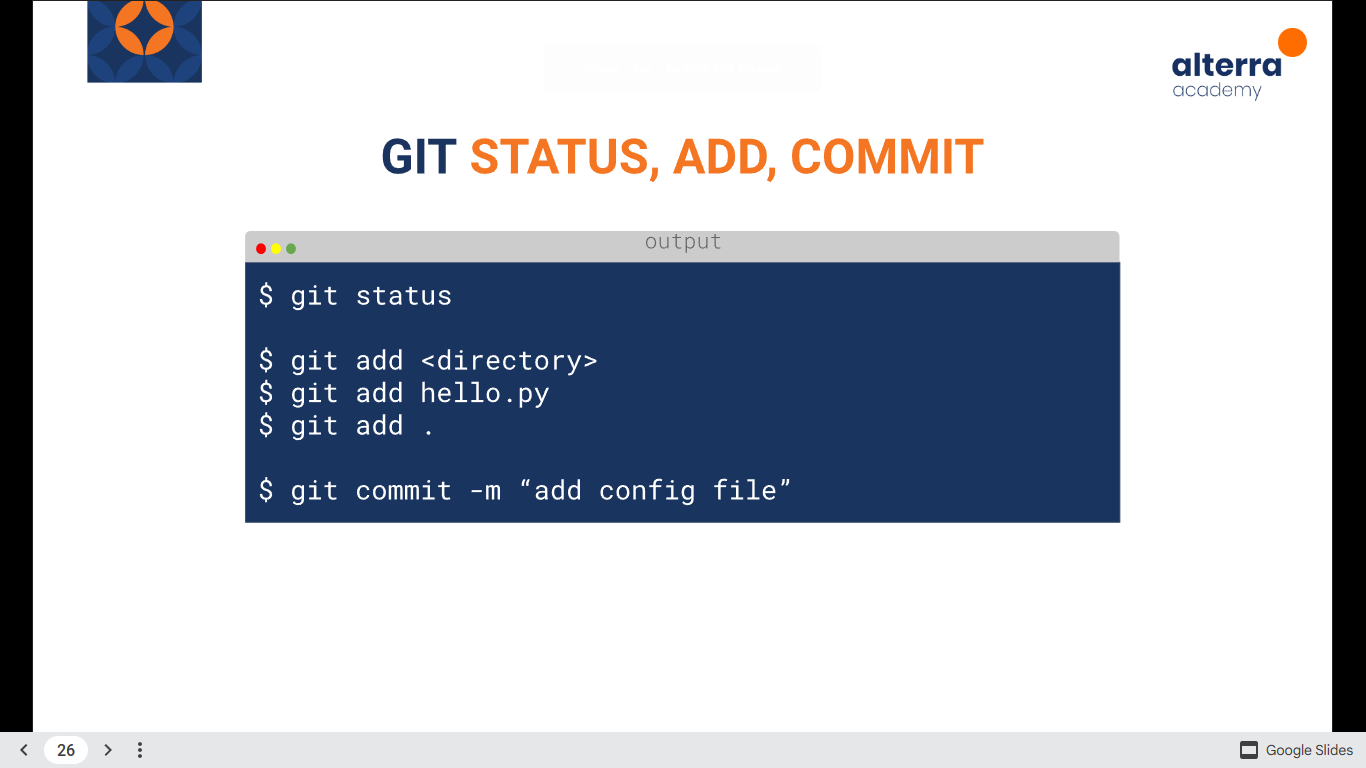 alterra
academy
GIT STATUS, ADD, COMMIT
output
$ git status
$ git add <directory>
$ git add hello.py
$ git add .
$ git commit -m “add config file”
26
Google Slides